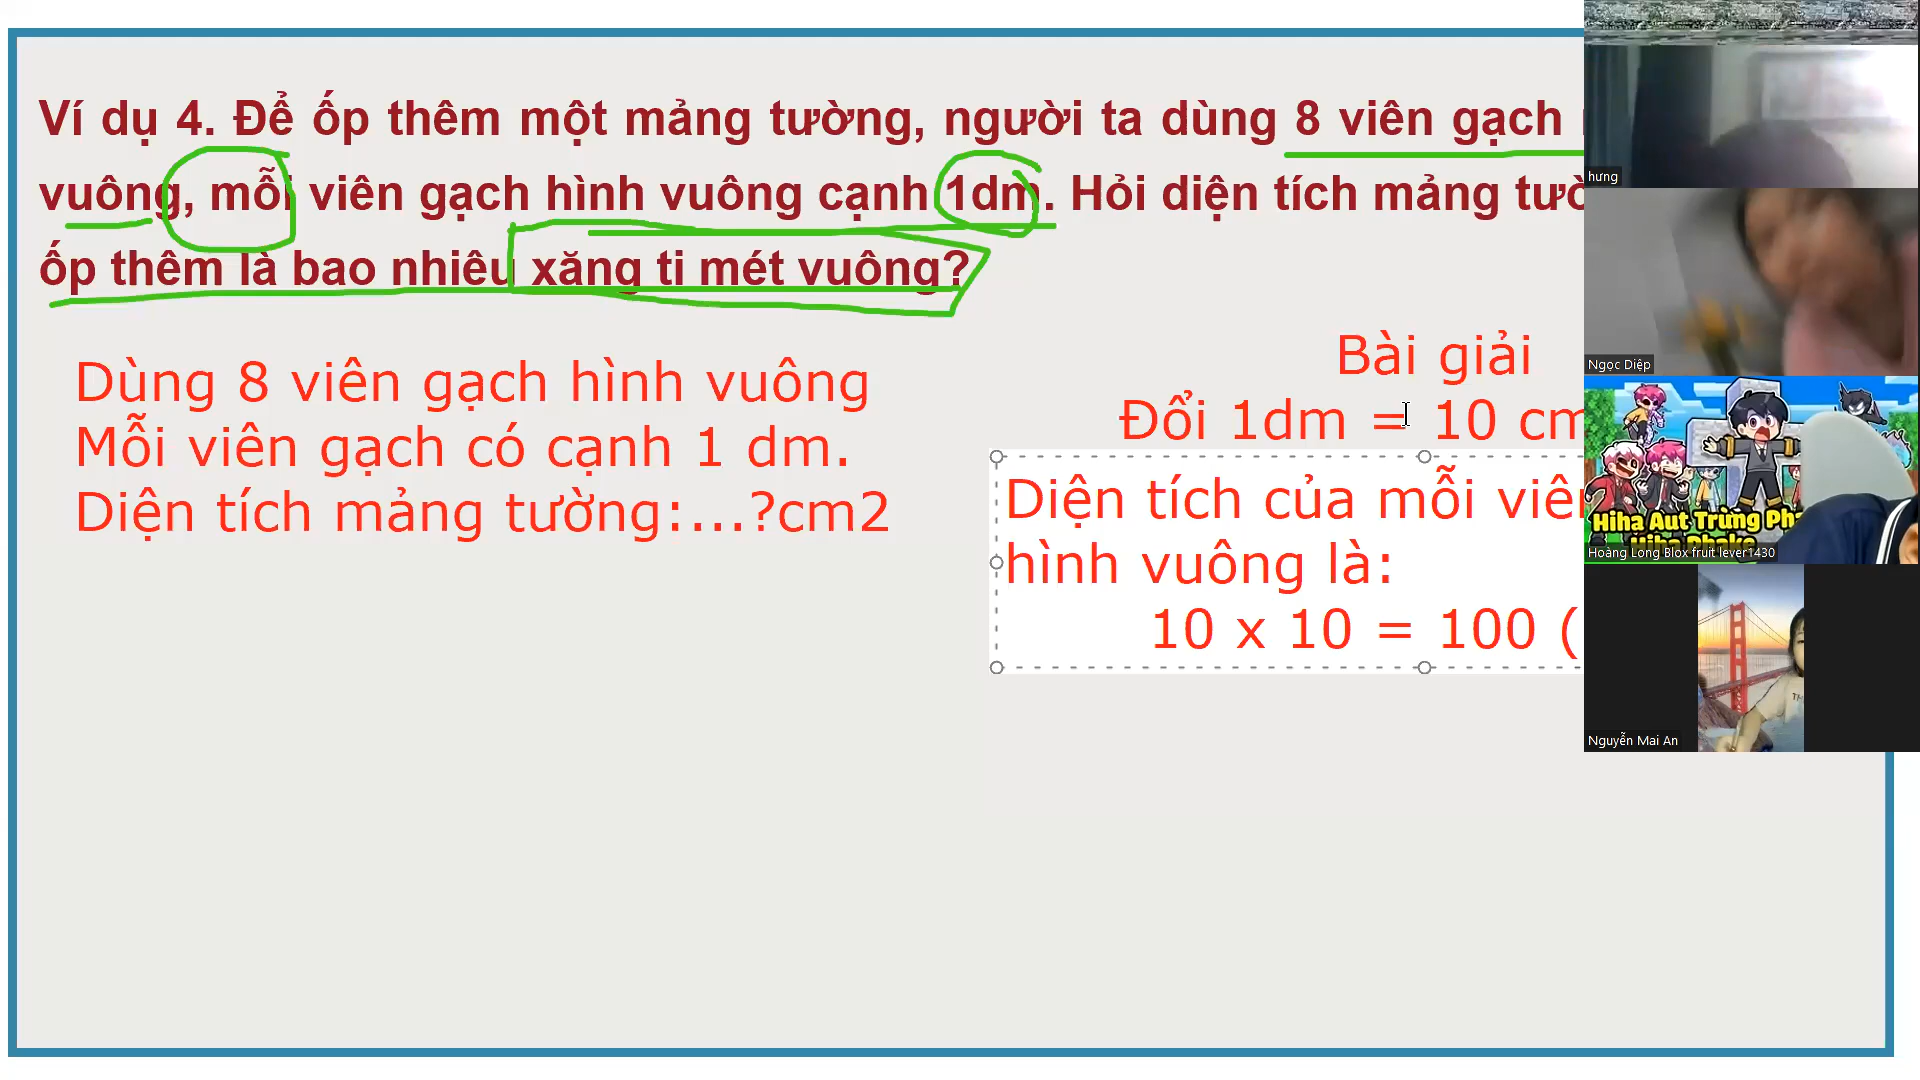 Ví dụ 4. Để ốp thêm một mảng tường, người ta dùng 8 viên gạch
vuông, mỗi viên gạch hình vuông cạnh 1dm. Hỏi diện tích mảng
ốp thêm là bao nhiêu xăng ti mét vuông?
Dùng 8 viên gạch hình vuông
Mỗi viên gạch có cạnh 1 dm.
Diện tích mảng tường:...?cm2
Bài giải
Đổi 1dm = 10 cm
Diện tích của mỗi viên
hình vuông là:
10 x 10 = 100 (
hưng
Ngọc Diệp
Hiha Aut Trừng
Hoàng Long Blox fruit lever1430
Nguyễn Mai An